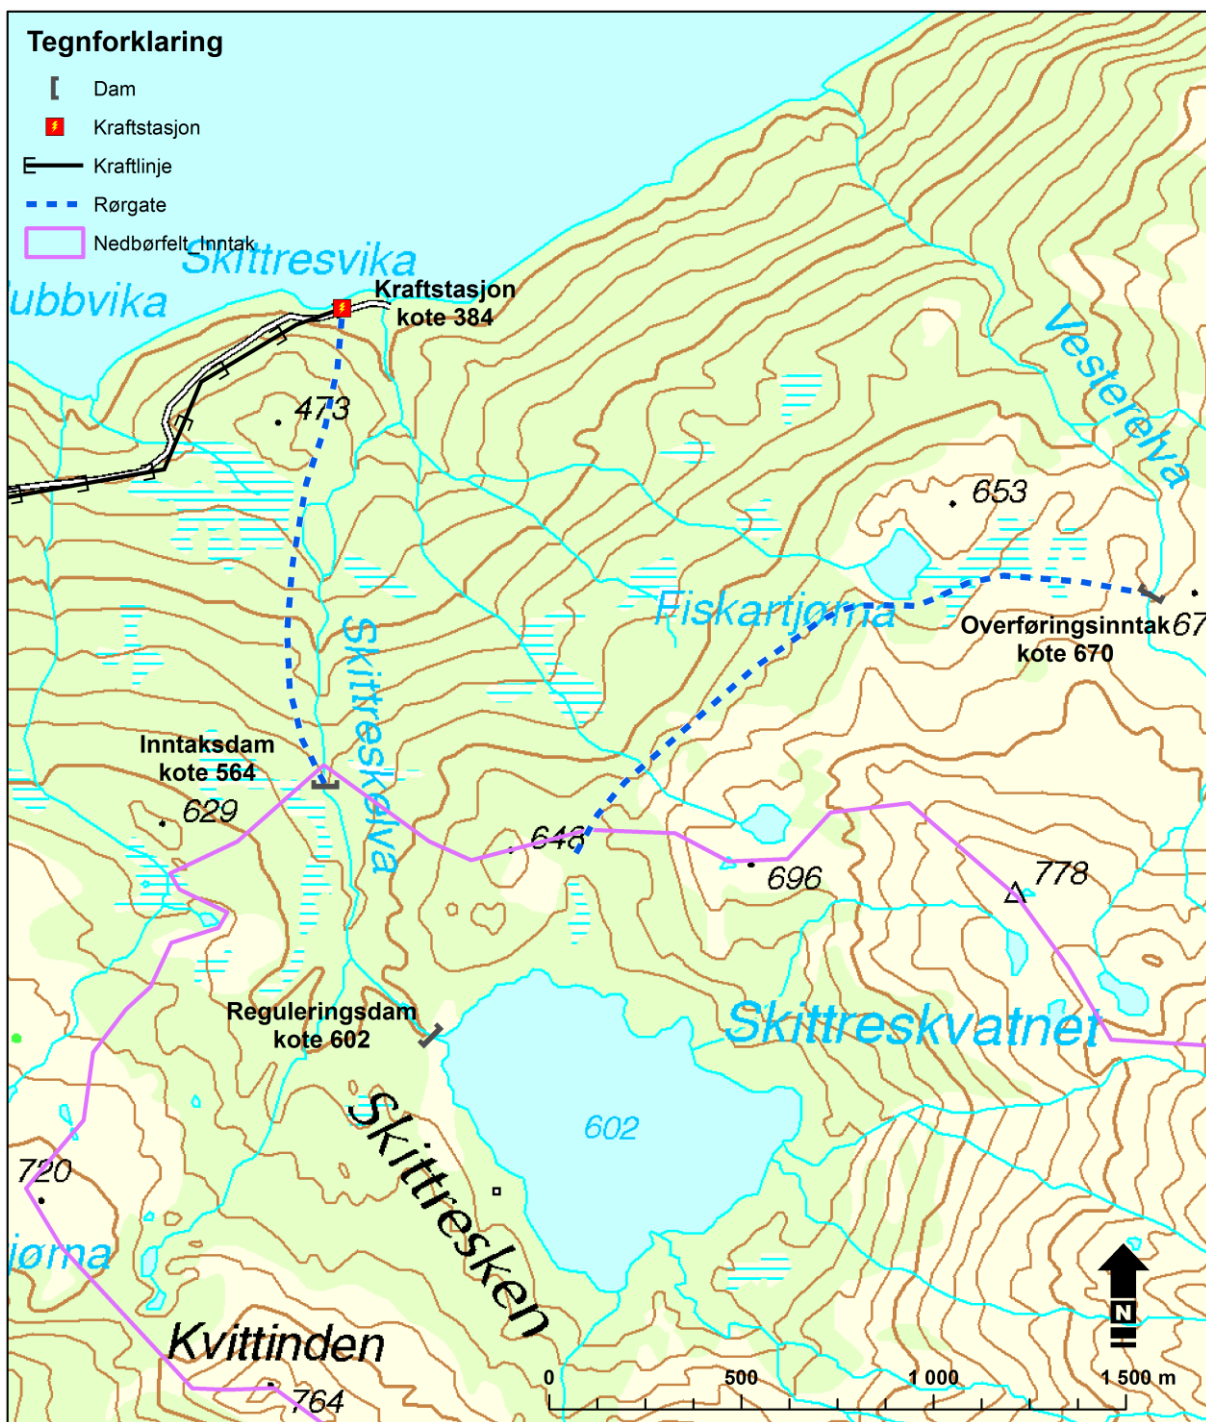 Tegnforklaring
Dam
Kraftstasjon
Kraftlinje
Rørgate
Nedbørfelt_Inntak
Skittresvika
ubbvika
Kraftstasjon
kote 384
Vesterelva
473
653
Fiskartjørna
Overføringsinntak
kote 670
67
Skittreskelva
Inntaksdam
kote 564
629
648
696
778
Reguleringsdam
kote 602
Skittreskvatnet
602
Skittresken
720
jørna
Kvittinden
764
N
0 500 1 000 1 500 m